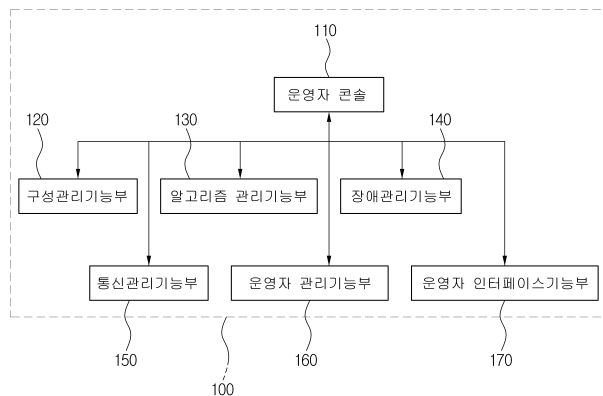 110
운영자 콘솔
120
130
140
구성관리기능부
알고리즘 관리기능부
장애관리기능부
통신관리기능부
운영자 관리기능부
운영자 인터페이스기능부
150
160
170
100